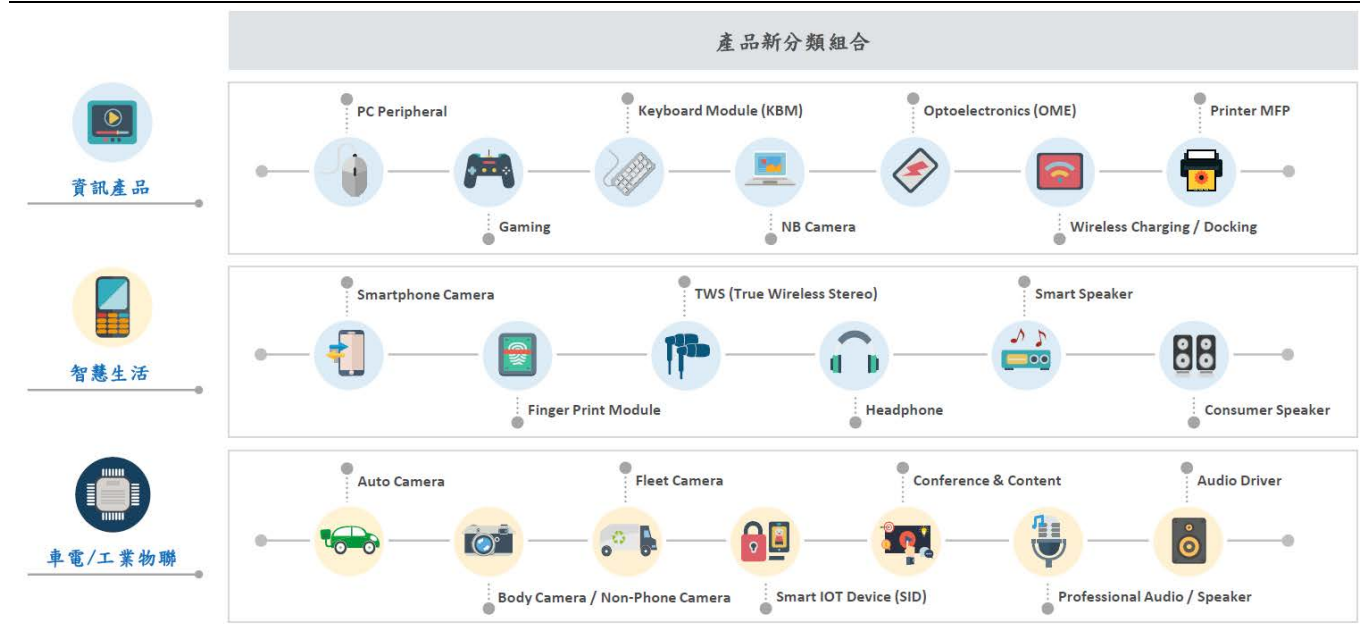 產品新分類組合
資訊產品
PC Peripheral
Keyboard Module (KBM)
Optoelectronics (OME)
Printer MFP
Gaming
NB Camera
Wireless Charging / Docking
智慧生活
Smartphone Camera
TWS (True Wireless Stereo)
Smart Speaker
Finger Print Module
Headphone
Consumer Speaker
車電/工業物聯
Auto Camera
Fleet Camera
Conference & Content
Audio Driver
Body Camera / Non-Phone Camera
Smart IOT Device (SID)
Professional Audio / Speaker